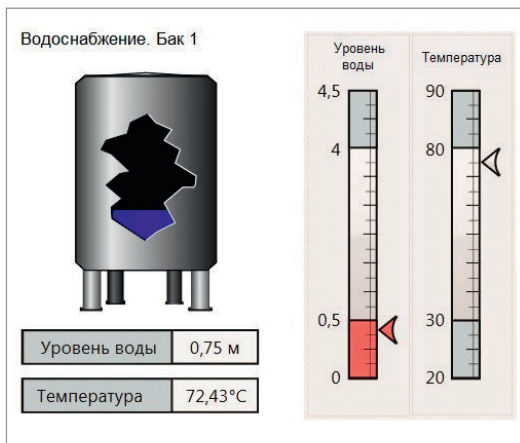 Водоснабжение. Бак 1
Уровень воды 0,75 м
Температура 72,43°C
Уровень
воды
4,5
4
0,5
0
Температура
90
80
30
20